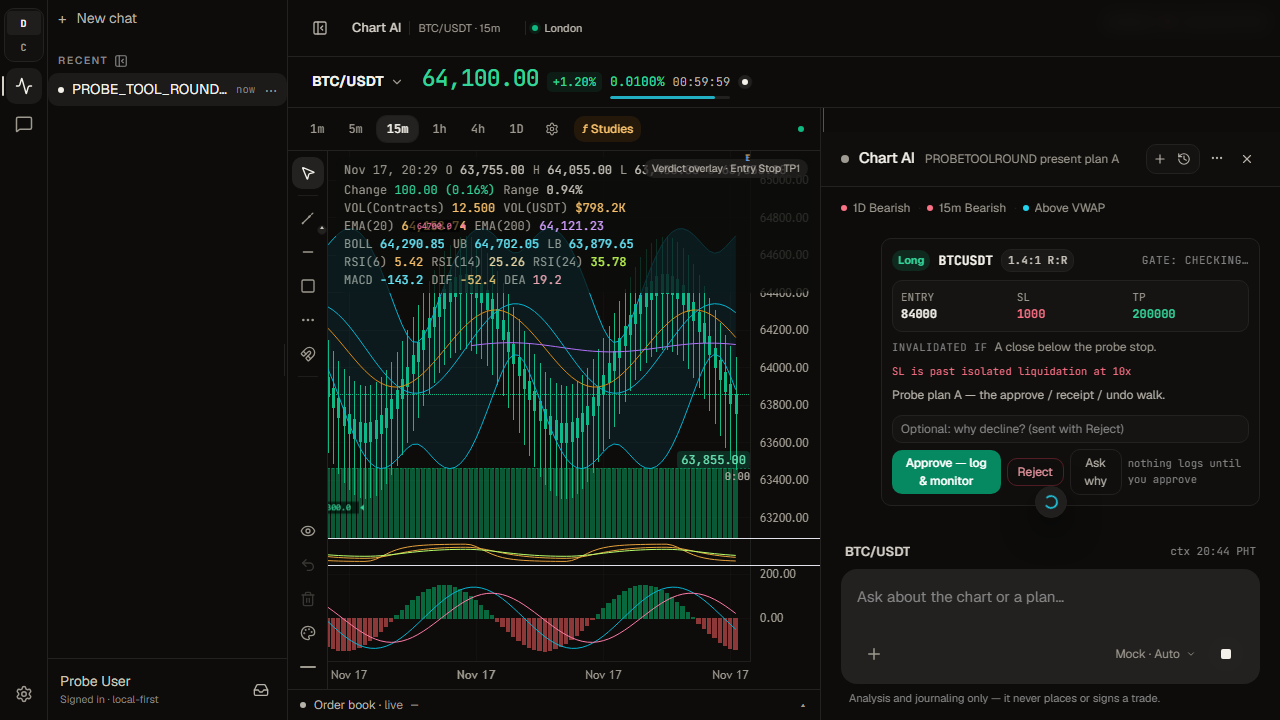 D
C
+ New chat
RECENT
PROBE_TOOL_ROUND… now
Probe User
Signed in · local-first
Chart AI BTC/USDT · 15m London
BTC/USDT 64,100.00 +1.20% 0.0100% 00:59:59
1m 5m 15m 1h 4h 1D ƒ Studies
Nov 17, 20:29 O 63,755.00 H 64,055.00 L
Verdict overlay · Entry Stop TP1
Change 100.00 (0.16%) Range 0.94%
VOL(Contracts) 12.500 VOL(USDT) $798.2K
EMA(20) EMA(200) 64,121.23
BOLL 64,290.85 UB 64,702.05 LB 63,879.65
RSI(6) 5.42 RSI(14) 25.26 RSI(24) 35.78
MACD -143.2 DIF -52.4 DEA 19.2
65000.00
64800.00
64600.00
64400.00
64200.00
64000.00
63800.00
63600.00
63,855.00
0:00
63400.00
63200.00
200.00
0.00
Nov 17 Nov 17 Nov 17 Nov 17
Order book · live
Chart AI PROBETOOLROUND present plan A
1D Bearish 15m Bearish Above VWAP
Long BTCUSDT 1.4:1 R:R GATE: CHECKING…
ENTRY SL TP
84000 1000 200000
INVALIDATED IF A close below the probe stop.
SL is past isolated liquidation at 10x
Probe plan A — the approve / receipt / undo walk.
Optional: why decline? (sent with Reject)
Approve — log & monitor
Reject
Ask why
nothing logs until you approve
BTC/USDT ctx 20:44 PHT
Ask about the chart or a plan…
Mock · Auto
Analysis and journaling only — it never places or signs a trade.